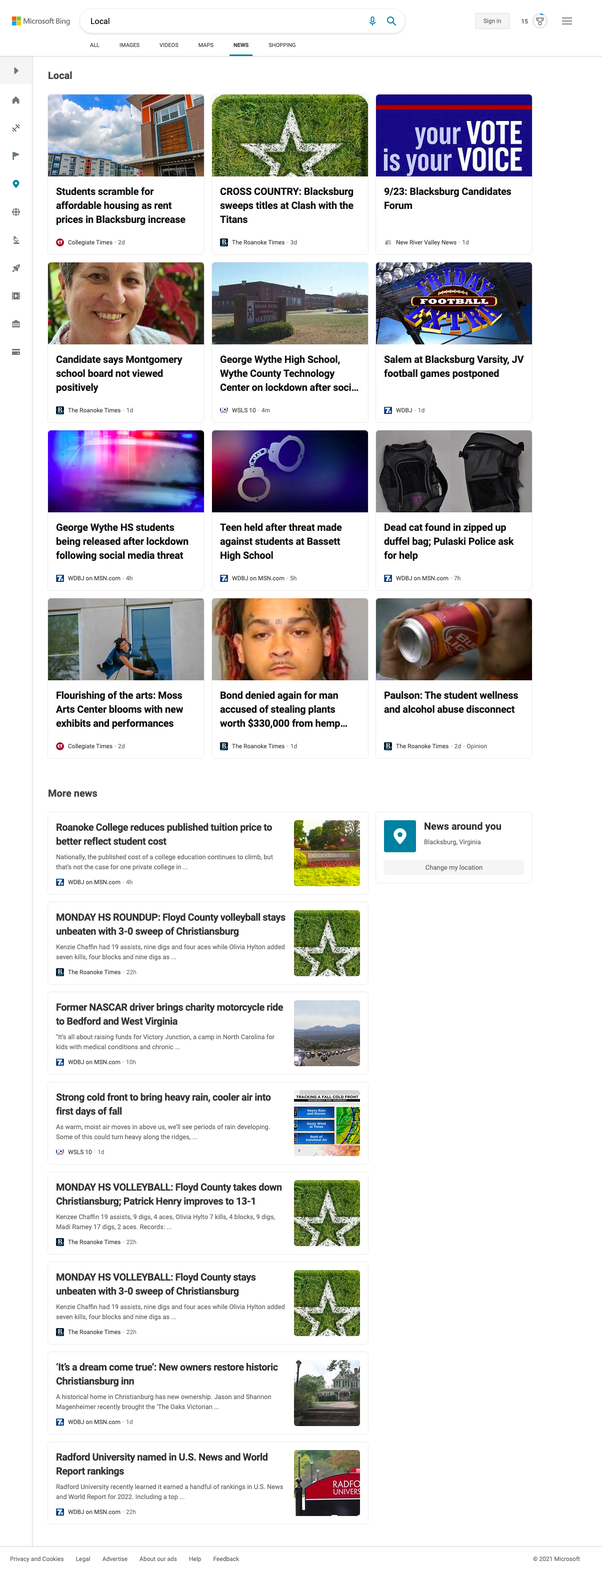 Microsoft Bing
Local
Sign in
15
ALL
IMAGES
VIDEOS
MAPS
NEWS
SHOPPING
Local
Students scramble for
affordable housing as rent
prices in Blacksburg increase
Collegiate Times · 2d
CROSS COUNTRY: Blacksburg
sweeps titles at Clash with the
Titans
The Roanoke Times · 3d
your VOTE
is your VOICE
9/23: Blacksburg Candidates
Forum
New River Valley News · 1d
Candidate says Montgomery
school board not viewed
positively
The Roanoke Times · 1d
George Wythe High School,
Wythe County Technology
Center on lockdown after soci...
WSLS 10 · 4m
FRIDAY
FOOTBALL
EXTRA
Salem at Blacksburg Varsity, JV
football games postponed
WDBJ · 1d
George Wythe HS students
being released after lockdown
following social media threat
WDBJ on MSN.com · 4h
Teen held after threat made
against students at Bassett
High School
WDBJ on MSN.com · 5h
Dead cat found in zipped up
duffel bag; Pulaski Police ask
for help
WDBJ on MSN.com · 7h
Flourishing of the arts: Moss
Arts Center blooms with new
exhibits and performances
Collegiate Times · 2d
Bond denied again for man
accused of stealing plants
worth $330,000 from hemp...
The Roanoke Times · 1d
Paulson: The student wellness
and alcohol abuse disconnect
The Roanoke Times · 2d · Opinion
More news
Roanoke College reduces published tuition price to
better reflect student cost
Nationally, the published cost of a college education continues to climb, but
that's not the case for one private college in ...
WDBJ on MSN.com · 4h
News around you
Blacksburg, Virginia
Change my location
MONDAY HS ROUNDUP: Floyd County volleyball stays
unbeaten with 3-0 sweep of Christiansburg
Kenzie Chaffin had 19 assists, nine digs and four aces while Olivia Hylton added
seven kills, four blocks and nine digs as ...
The Roanoke Times · 22h
Former NASCAR driver brings charity motorcycle ride
to Bedford and West Virginia
"It's all about raising funds for Victory Junction, a camp in North Carolina for
kids with medical conditions and chronic ...
WDBJ on MSN.com · 10h
Strong cold front to bring heavy rain, cooler air into
first days of fall
As warm, moist air moves in above us, we'll see periods of rain developing.
Some of this could turn heavy along the ridges, ...
WSLS 10 · 1d
TRACKING A FALL COLD FRONT
MONDAY HS VOLLEYBALL: Floyd County takes down
Christiansburg; Patrick Henry improves to 13-1
Kenzee Chaffin 19 assists, 9 digs, 4 aces, Olivia Hylto 7 kills, 4 blocks, 9 digs,
Madi Ramey 17 digs, 2 aces. Records: ...
The Roanoke Times · 22h
MONDAY HS VOLLEYBALL: Floyd County stays
unbeaten with 3-0 sweep of Christiansburg
Kenzie Chaffin had 19 assists, nine digs and four aces while Olivia Hylton added
seven kills, four blocks and nine digs as ...
The Roanoke Times · 22h
'It's a dream come true': New owners restore historic
Christiansburg inn
A historical home in Christianburg has new ownership. Jason and Shannon
Magenheimer recently brought the 'The Oaks Victorian ...
WDBJ on MSN.com · 1d
Radford University named in U.S. News and World
Report rankings
Radford University recently learned it earned a handful of rankings in U.S. News
and World Report for 2022. Including a top ...
WDBJ on MSN.com · 22h
RADFO
UNIVERS
Privacy and Cookies
Legal
Advertise
About our ads
Help
Feedback
© 2021 Microsoft